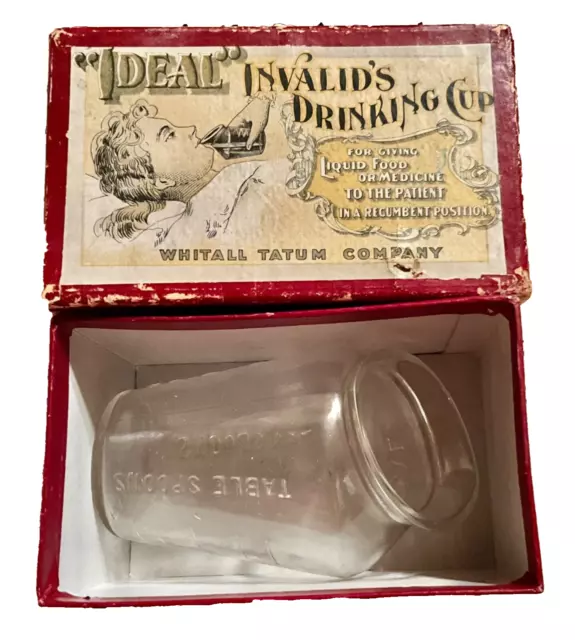 "IDEAL" INVALID'S
DRINKING CUP
FOR GIVING
LIQUID FOOD
OR MEDICINE
TO THE PATIENT
IN A RECUMBENT POSITION.
WHITALL TATUM COMPANY
TABLE SPOONS